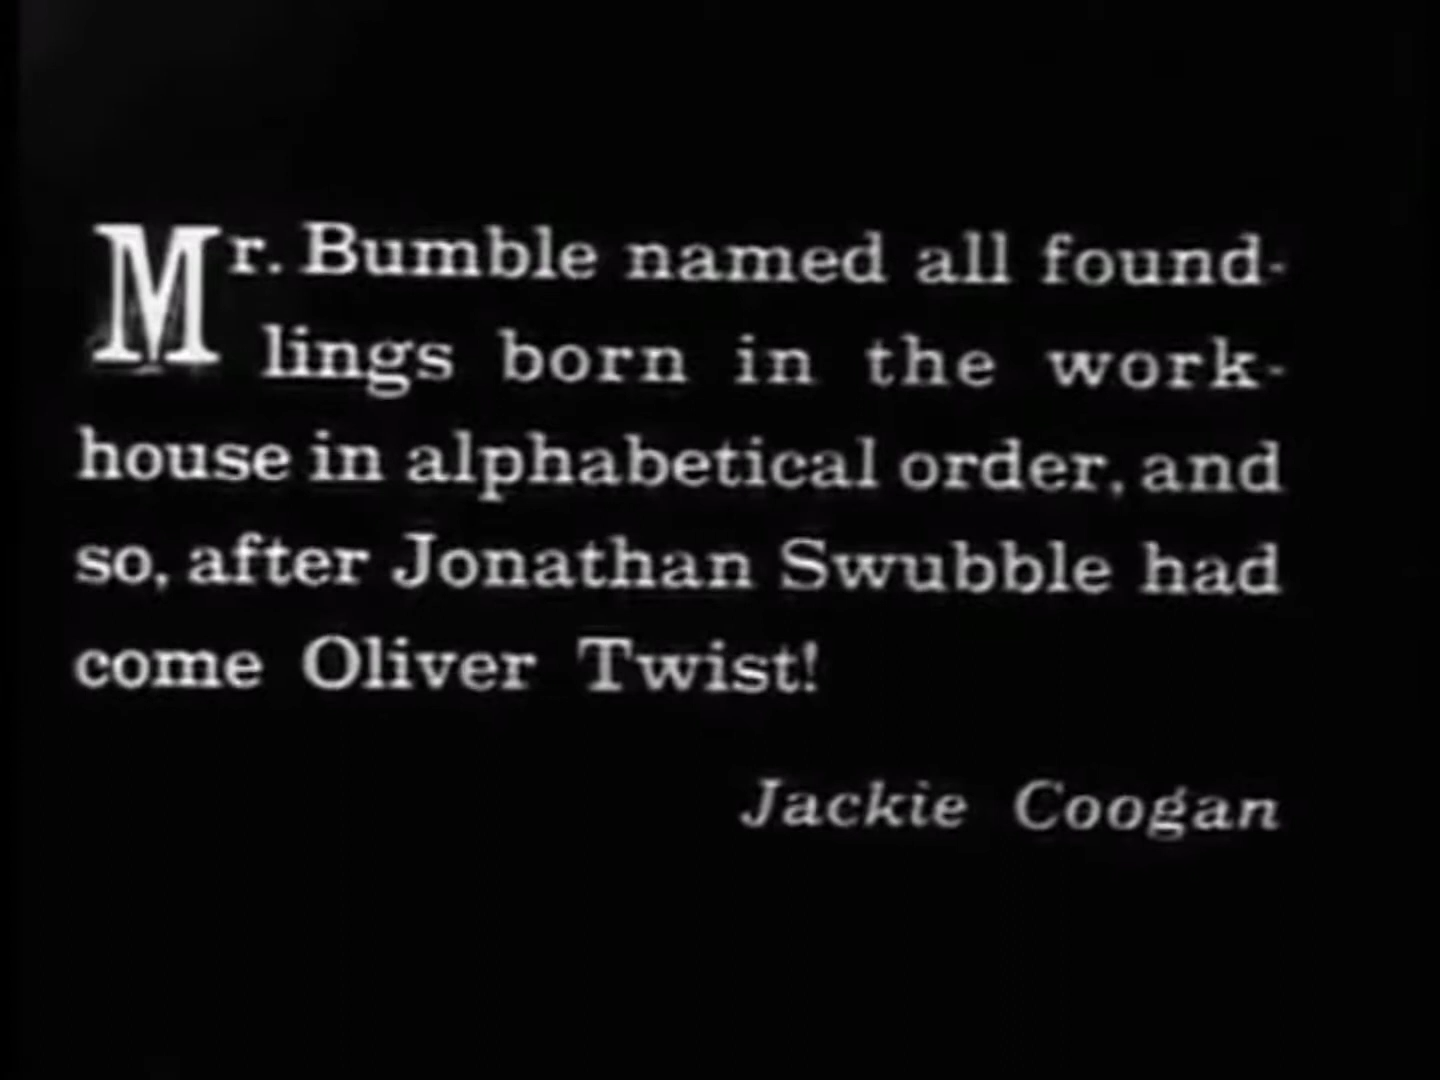 Mr. Bumble named all found-
lings born in the work-
house in alphabetical order, and
so, after Jonathan Swubble had
come Oliver Twist!
Jackie Coogan